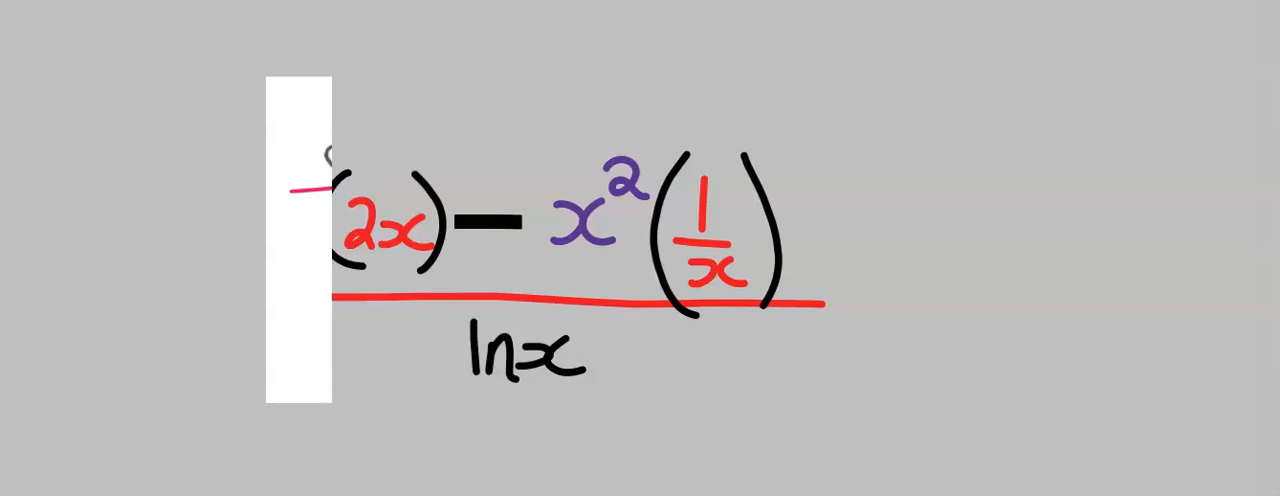 (2x) - x² (1/x)
ln x